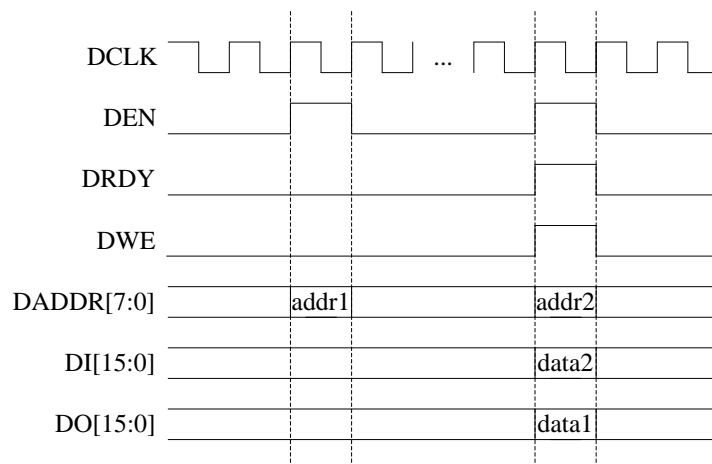 DCLK ...
DEN
DRDY
DWE
DADDR[7:0] addr1 addr2
DI[15:0] data2
DO[15:0] data1